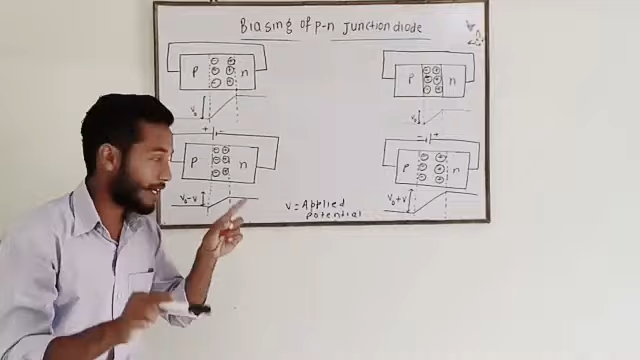 Biasing of p-n Junction diode
p n
V₀
p n
V₀
+ -
p n
V₀-V
- +
p n
V₀+V
V = Applied
potential